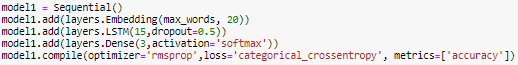 model1 = Sequential()
model1.add(layers.Embedding(max_words, 20))
model1.add(layers.LSTM(15,dropout=0.5))
model1.add(layers.Dense(3,activation='softmax'))
model1.compile(optimizer='rmsprop',loss='categorical_crossentropy', metrics=['accuracy'])